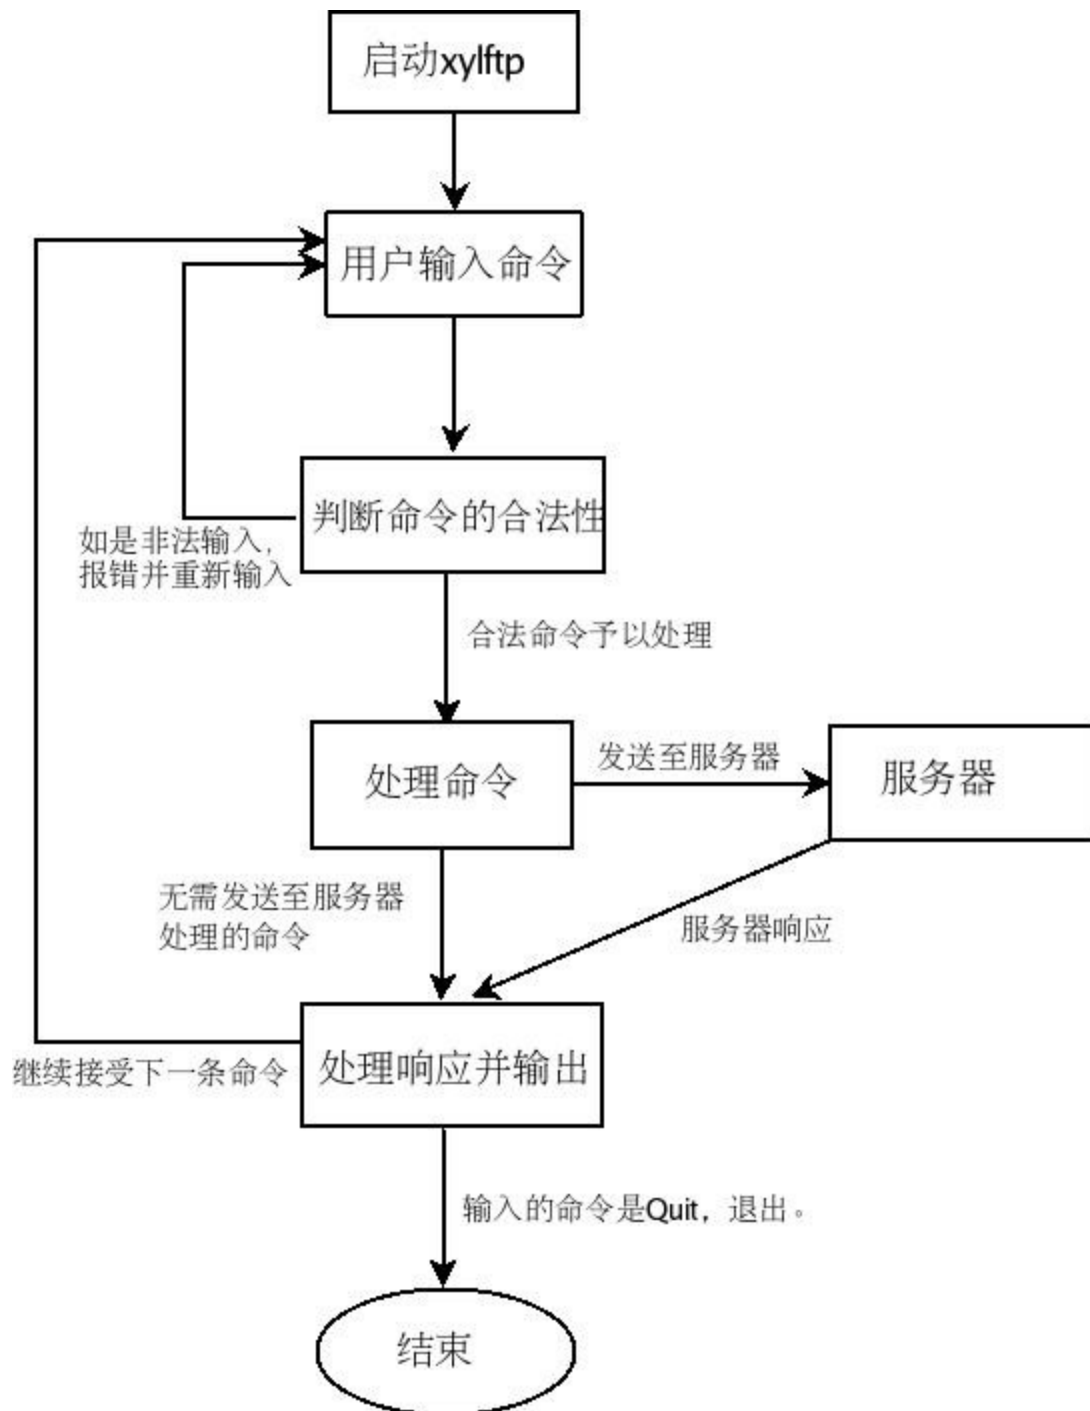 启动xylftp
用户输入命令
判断命令的合法性
如是非法输入，
报错并重新输入
合法命令予以处理
处理命令
发送至服务器
服务器
无需发送至服务器
处理的命令
服务器响应
处理响应并输出
继续接受下一条命令
输入的命令是Quit，退出。
结束